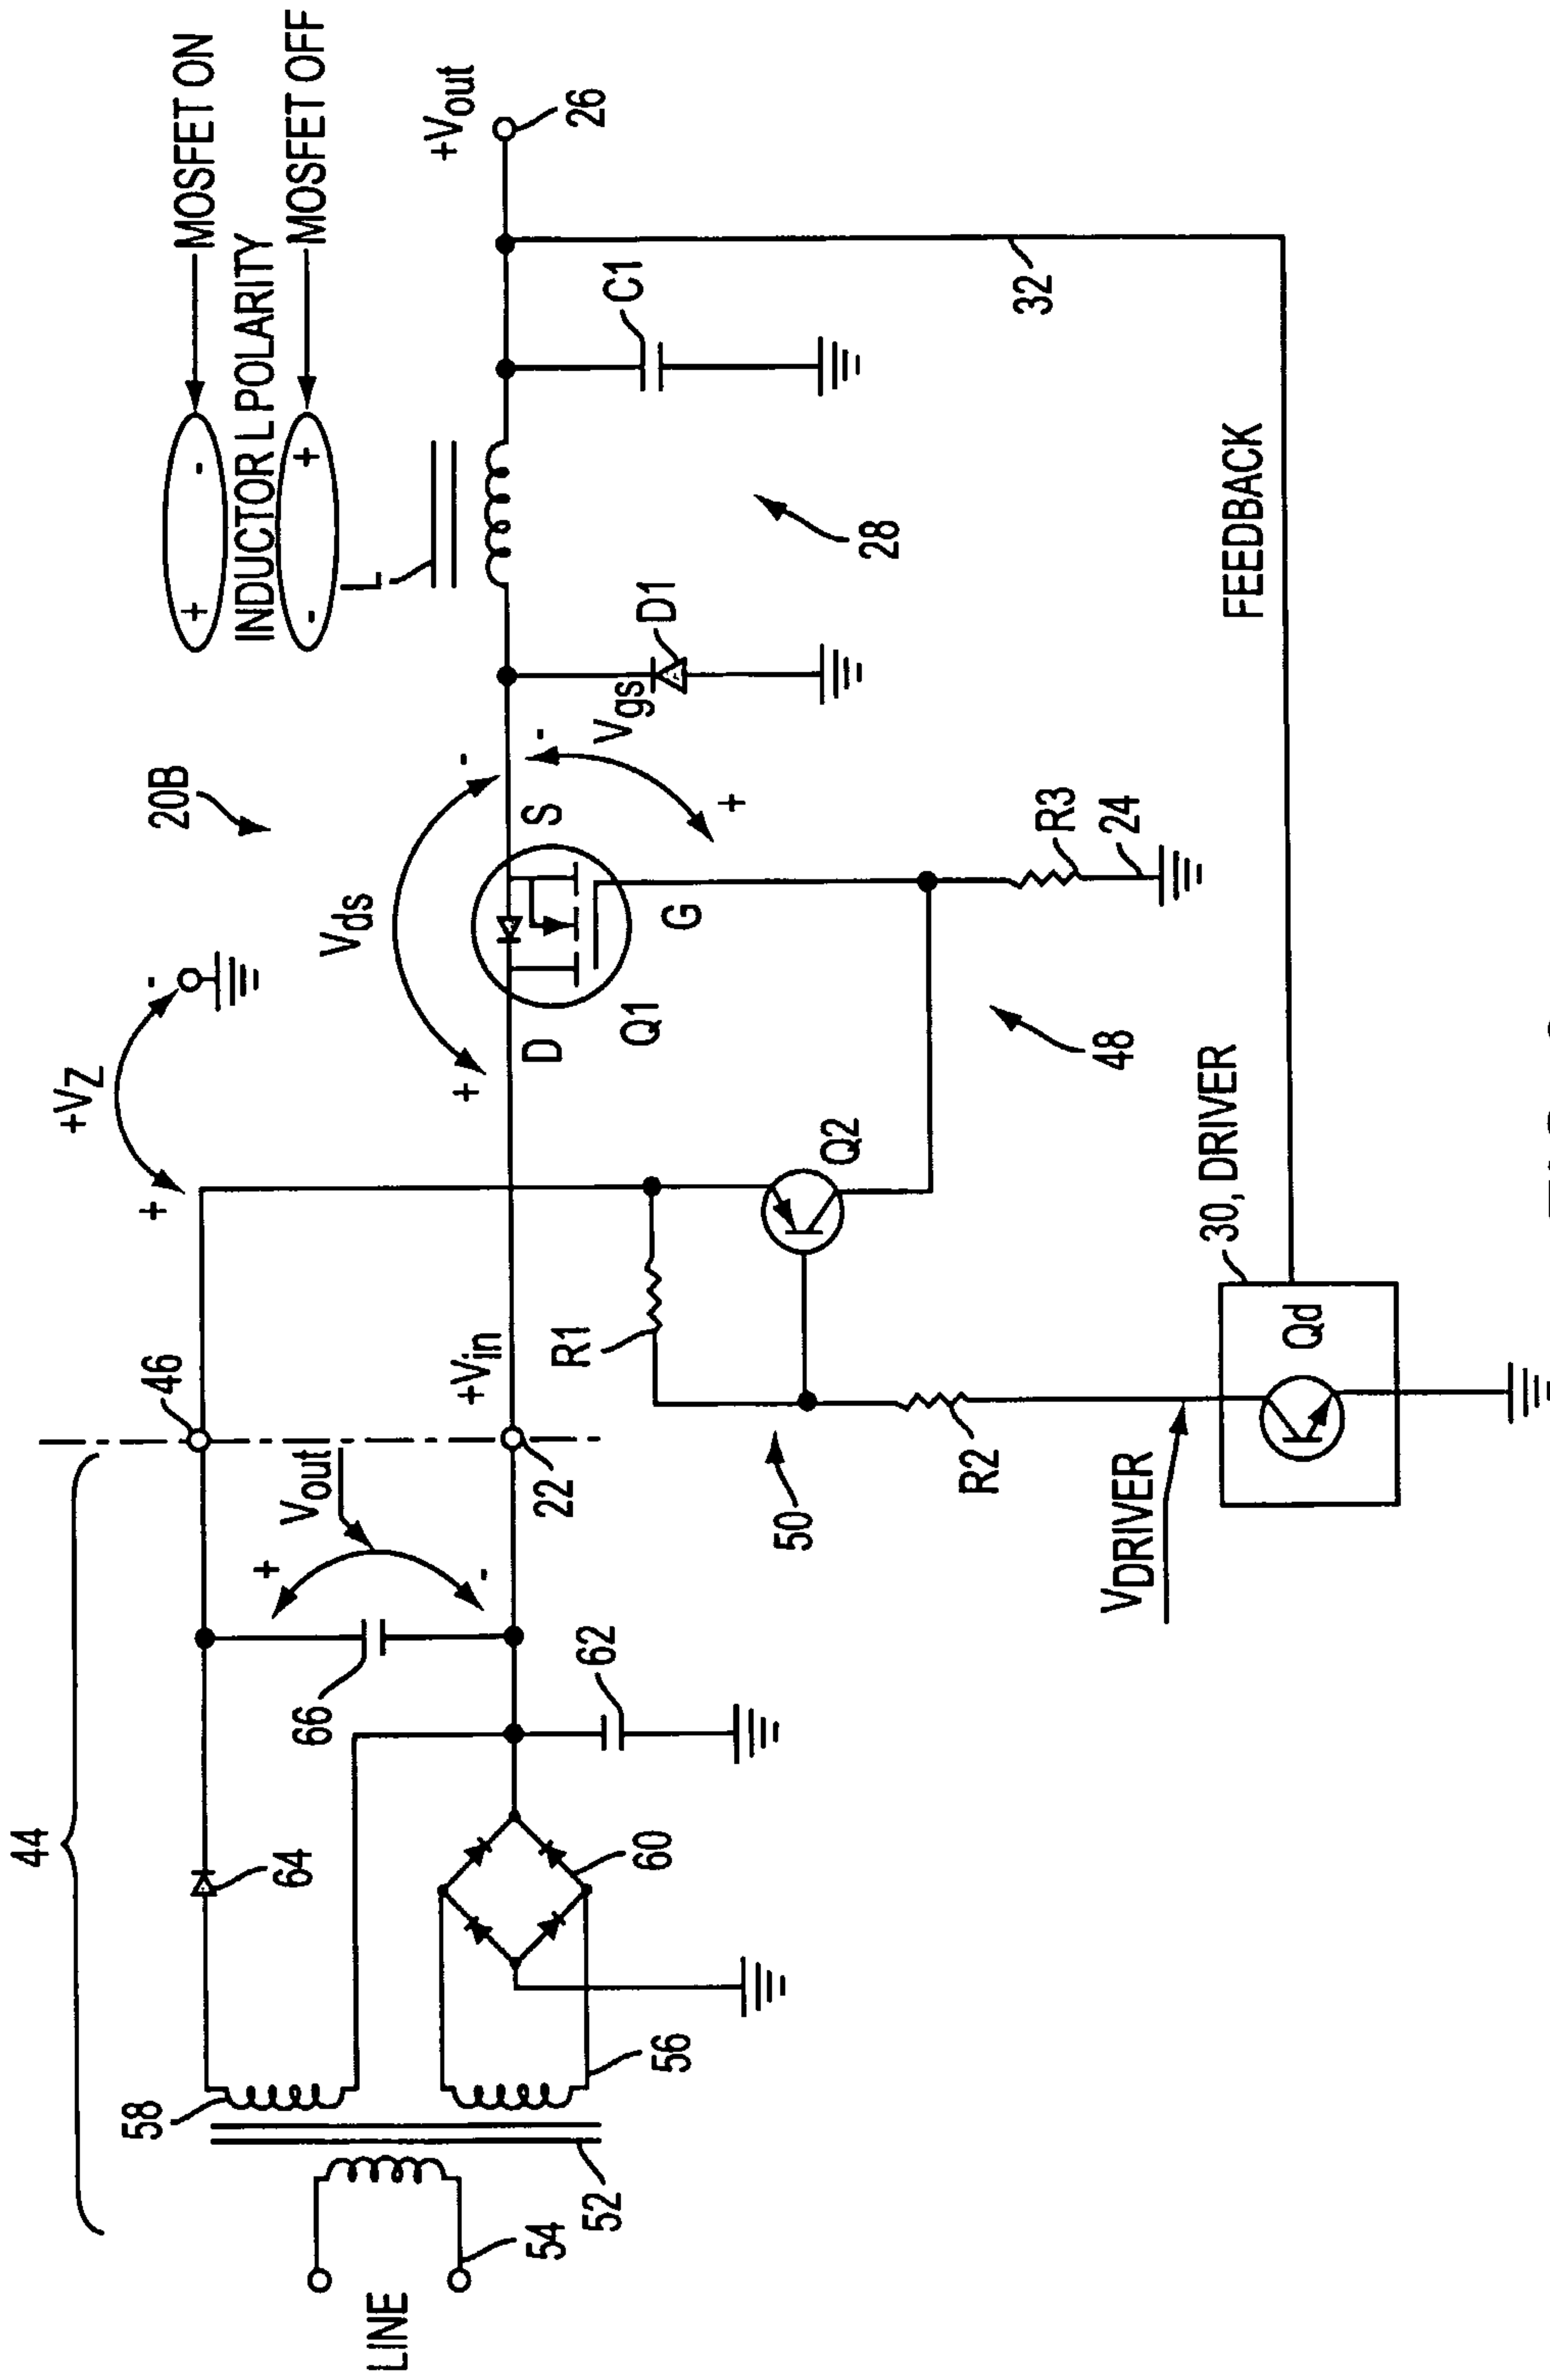 44
LINE
54
52
58
56
64
60
66
62
+ Vout -
46
22
+Vin
+ +VZ -
20B
+ Vds -
D
S
G
Q1
- Vgs +
D1
L
+ - MOSFET ON
INDUCTOR L POLARITY
- + MOSFET OFF
+Vout
26
C1
28
32
R1
50
R2
Q2
48
R3
24
VDRIVER
30, DRIVER
Qd
FEEDBACK